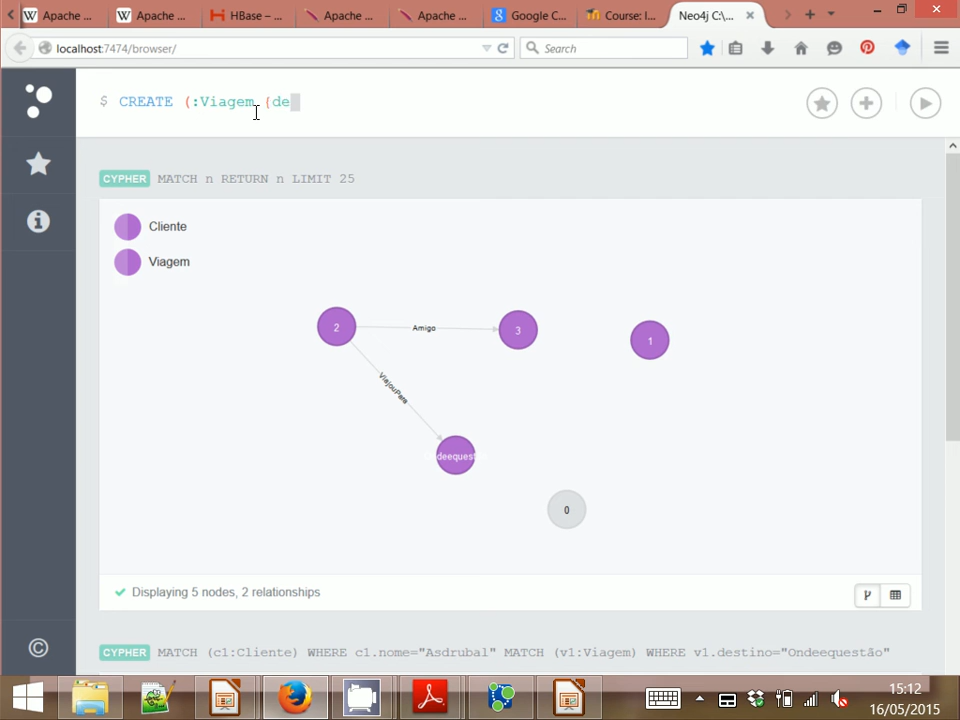 Apache ...
Apache ...
HBase – ...
Apache ...
Apache ...
Google C...
Course: I...
Neo4j C:\...
localhost:7474/browser/
Search
$ CREATE (:Viagem {de
CYPHER MATCH n RETURN n LIMIT 25
Cliente
Viagem
2
Amigo
3
1
ViajouPara
0
Displaying 5 nodes, 2 relationships
CYPHER MATCH (c1:Cliente) WHERE c1.nome="Asdrubal" MATCH (v1:Viagem) WHERE v1.destino="Ondeequestão"
15:12
16/05/2015